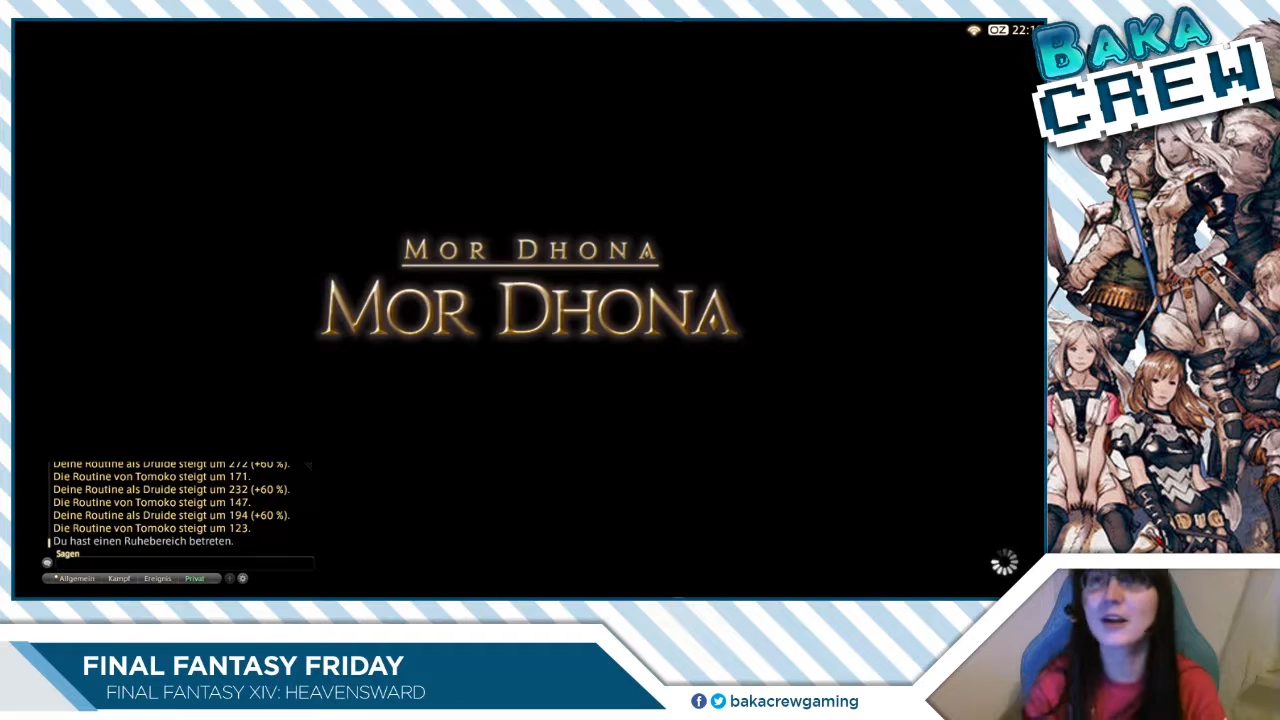 OZ 22:1
BAKA
CREW
MOR DHONA
MOR DHONA
Deine Routine als Druide steigt um 272 (+60 %).
Die Routine von Tomoko steigt um 171.
Deine Routine als Druide steigt um 232 (+60 %).
Die Routine von Tomoko steigt um 147.
Deine Routine als Druide steigt um 194 (+60 %).
Die Routine von Tomoko steigt um 123.
Du hast einen Ruhebereich betreten.
Sagen
Allgemein Kampf Ereignis Privat
FINAL FANTASY FRIDAY
FINAL FANTASY XIV: HEAVENSWARD
bakacrewgaming